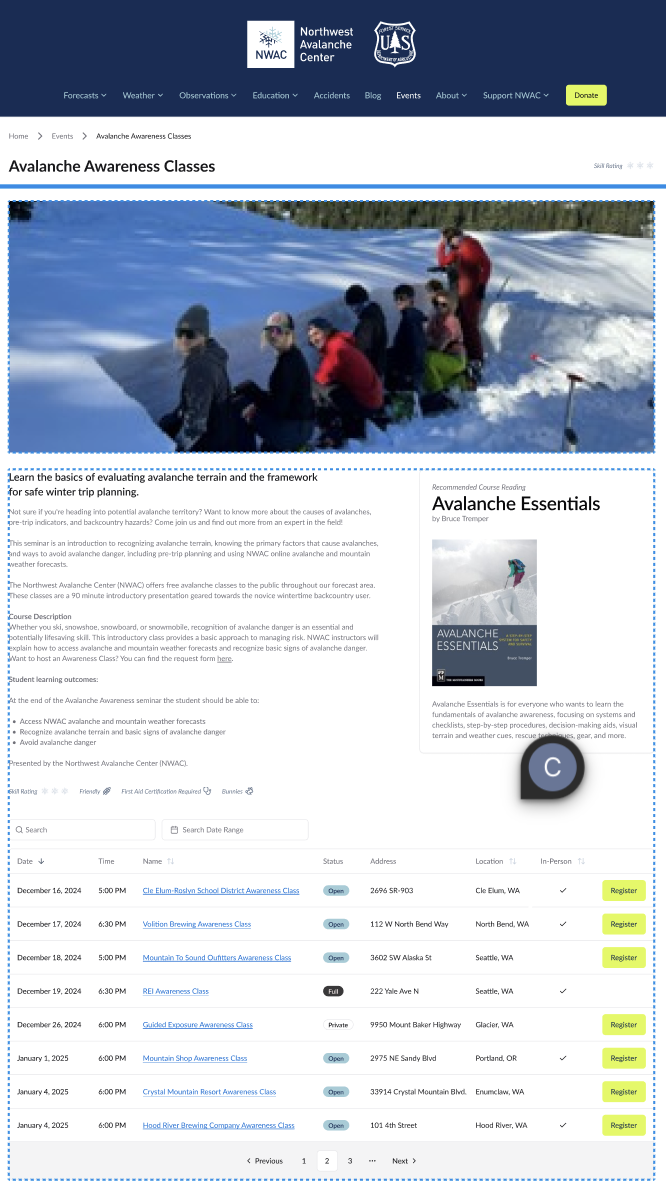 NWAC
Northwest
Avalanche
Center
FOREST SERVICE
U S
DEPARTMENT OF AGRICULTURE
Forecasts Weather Observations Education Accidents Blog Events About Support NWAC Donate
Home Events Avalanche Awareness Classes
Avalanche Awareness Classes
Skill Rating
Learn the basics of evaluating avalanche terrain and the framework
for safe winter trip planning.
Not sure if you're heading into potential avalanche territory? Want to know more about the causes of avalanches,
pre-trip indicators, and backcountry hazards? Come join us and find out more from an expert in the field!
This seminar is an introduction to recognizing avalanche terrain, knowing the primary factors that cause avalanches,
and ways to avoid avalanche danger, including pre-trip planning and using NWAC online avalanche and mountain
weather forecasts.
The Northwest Avalanche Center (NWAC) offers free avalanche classes to the public throughout our forecast area.
These classes are a 90 minute introductory presentation geared towards the novice wintertime backcountry user.
Course Description
Whether you ski, snowshoe, snowboard, or snowmobile, recognition of avalanche danger is an essential and
potentially lifesaving skill. This introductory class provides a basic approach to managing risk. NWAC instructors will
explain how to access avalanche and mountain weather forecasts and recognize basic signs of avalanche danger.
Want to host an Awareness Class? You can find the request form here.
Student learning outcomes:
At the end of the Avalanche Awareness seminar the student should be able to:
• Access NWAC avalanche and mountain weather forecasts
• Recognize avalanche terrain and basic signs of avalanche danger
• Avoid avalanche danger
Presented by the Northwest Avalanche Center (NWAC).
Skill Rating Friendly First Aid Certification Required Bunnies
Recommended Course Reading
Avalanche Essentials
by Bruce Tremper
AVALANCHE
ESSENTIALS
A STEP-BY-STEP
SYSTEM FOR SAFETY
AND SURVIVAL
Bruce Tremper
THE MOUNTAINEERS BOOKS
Avalanche Essentials is for everyone who wants to learn the
fundamentals of avalanche awareness, focusing on systems and
checklists, step-by-step procedures, decision-making aids, visual
terrain and weather cues, rescue techniques, gear, and more.
C
Search Search Date Range
Date Time Name Status Address Location In-Person
December 16, 2024 5:00 PM Cle Elum-Roslyn School District Awareness Class Open 2696 SR-903 Cle Elum, WA Register
December 17, 2024 6:30 PM Volition Brewing Awareness Class Open 112 W North Bend Way North Bend, WA Register
December 18, 2024 5:00 PM Mountain To Sound Oufitters Awareness Class Open 3602 SW Alaska St Seattle, WA Register
December 19, 2024 6:30 PM REI Awareness Class Full 222 Yale Ave N Seattle, WA
December 26, 2024 6:00 PM Guided Exposure Awareness Class Private 9950 Mount Baker Highway Glacier, WA Register
January 1, 2025 6:00 PM Mountain Shop Awareness Class Open 2975 NE Sandy Blvd Portland, OR Register
January 4, 2025 6:00 PM Crystal Mountain Resort Awareness Class Open 33914 Crystal Mountain Blvd. Enumclaw, WA Register
January 4, 2025 6:00 PM Hood River Brewing Company Awareness Class Open 101 4th Street Hood River, WA Register
Previous 1 2 3 ••• Next